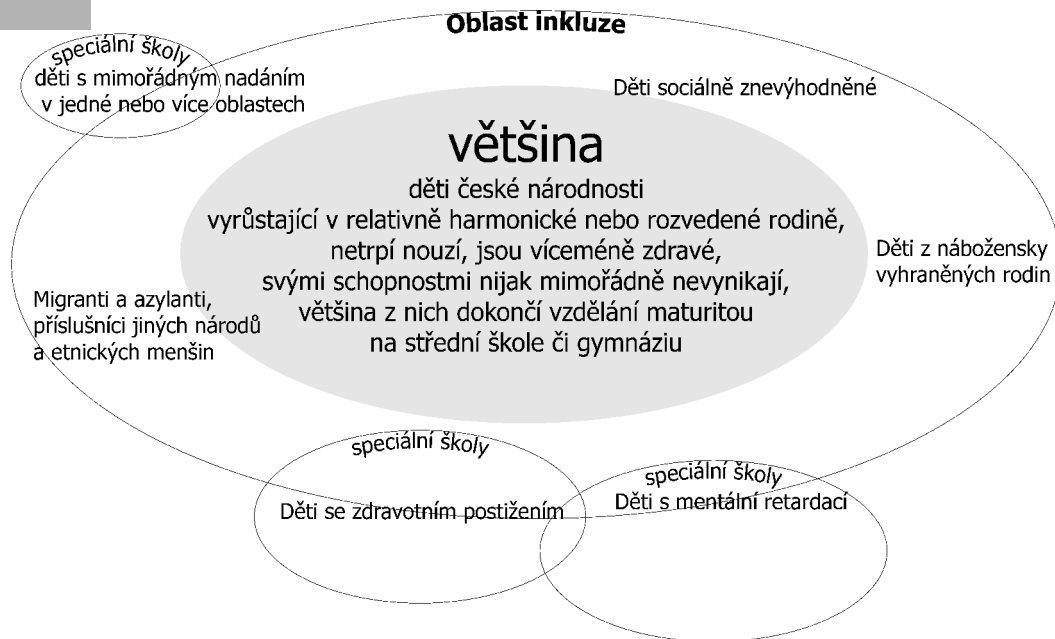 Oblast inkluze
speciální školy
děti s mimořádným nadáním
v jedné nebo více oblastech
Děti sociálně znevýhodněné
většina
děti české národnosti
vyrůstající v relativně harmonické nebo rozvedené rodině,
netrpí nouzí, jsou víceméně zdravé,
svými schopnostmi nijak mimořádně nevynikají,
většina z nich dokončí vzdělání maturitou
na střední škole či gymnáziu
Děti z nábožensky
vyhraněných rodin
Migranti a azylanti,
příslušníci jiných národů
a etnických menšin
speciální školy
Děti se zdravotním postižením
speciální školy
Děti s mentální retardací